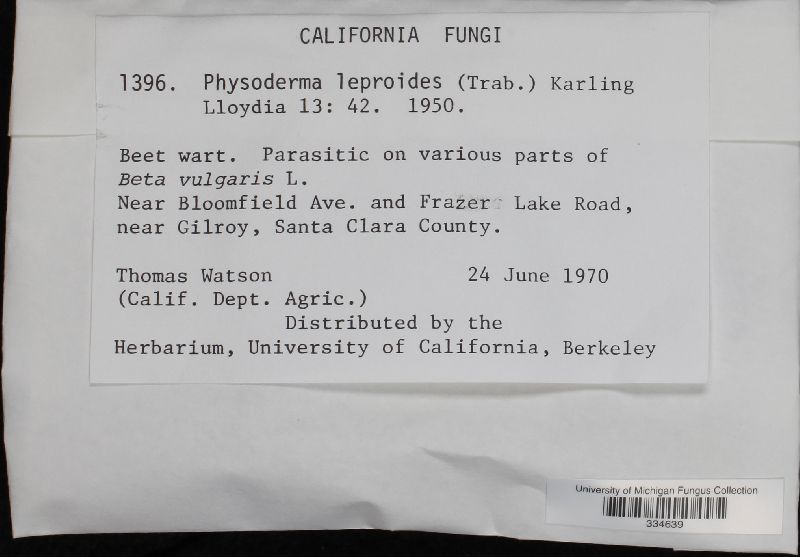 CALIFORNIA FUNGI
1396. Physoderma leproides (Trab.) Karling
Lloydia 13: 42. 1950.
Beet wart. Parasitic on various parts of
Beta vulgaris L.
Near Bloomfield Ave. and Frazer Lake Road,
near Gilroy, Santa Clara County.
Thomas Watson 24 June 1970
(Calif. Dept. Agric.)
Distributed by the
Herbarium, University of California, Berkeley
University of Michigan Fungus Collection
334639